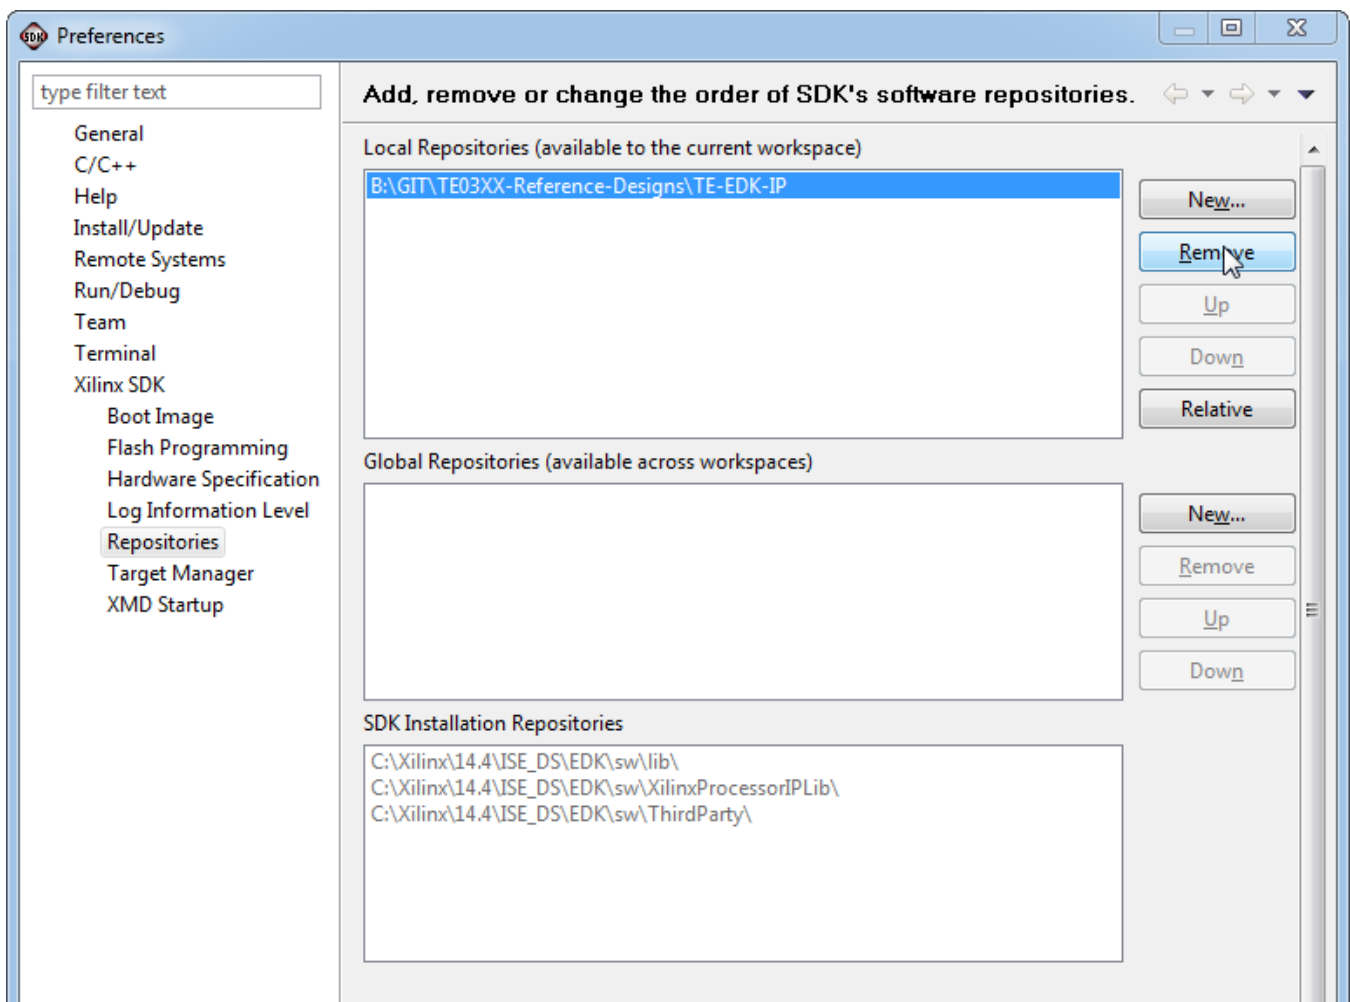 SDK Preferences
type filter text
Add, remove or change the order of SDK's software repositories.
General
C/C++
Help
Install/Update
Remote Systems
Run/Debug
Team
Terminal
Xilinx SDK
Boot Image
Flash Programming
Hardware Specification
Log Information Level
Repositories
Target Manager
XMD Startup
Local Repositories (available to the current workspace)
B:\GIT\TE03XX-Reference-Designs\TE-EDK-IP
New...
Remove
Up
Down
Relative
Global Repositories (available across workspaces)
New...
Remove
Up
Down
SDK Installation Repositories
C:\Xilinx\14.4\ISE_DS\EDK\sw\lib\
C:\Xilinx\14.4\ISE_DS\EDK\sw\XilinxProcessorIPLib\
C:\Xilinx\14.4\ISE_DS\EDK\sw\ThirdParty\